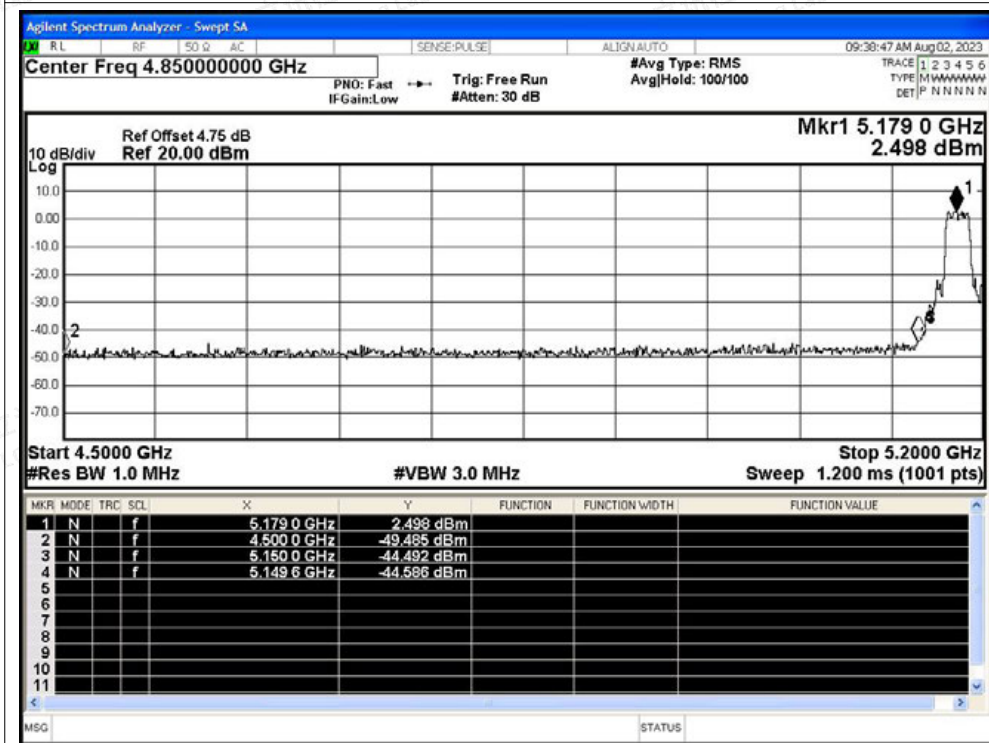 Agilent Spectrum Analyzer - Swept SA
RL RF 50 Ω AC SENSE:PULSE ALIGN AUTO 09:38:47 AM Aug 02, 2023
Center Freq 4.850000000 GHz #Avg Type: RMS TRACE 1 2 3 4 5 6
PNO: Fast Trig: Free Run Avg|Hold: 100/100 TYPE M WWWWW
IFGain:Low #Atten: 30 dB DET P N N N N N
Mkr1 5.179 0 GHz
Ref Offset 4.75 dB
10 dB/div Ref 20.00 dBm 2.498 dBm
Log
10.0
0.00
-10.0
-20.0
-30.0
-40.0
-50.0
-60.0
-70.0
1
2
Start 4.5000 GHz Stop 5.2000 GHz
#Res BW 1.0 MHz #VBW 3.0 MHz Sweep 1.200 ms (1001 pts)
MKR MODE TRC SCL X Y FUNCTION FUNCTION WIDTH FUNCTION VALUE
1 N f 5.179 0 GHz 2.498 dBm
2 N f 4.500 0 GHz -49.485 dBm
3 N f 5.150 0 GHz -44.492 dBm
4 N f 5.149 6 GHz -44.586 dBm
5
6
7
8
9
10
11
MSG STATUS